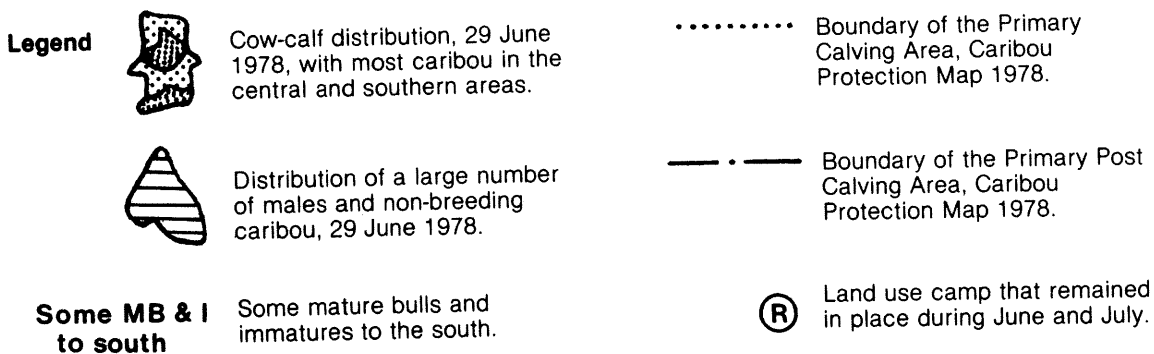 Legend
Cow-calf distribution, 29 June
1978, with most caribou in the
central and southern areas.
Distribution of a large number
of males and non-breeding
caribou, 29 June 1978.
Some MB & I
to south
Some mature bulls and
immatures to the south.
Boundary of the Primary
Calving Area, Caribou
Protection Map 1978.
Boundary of the Primary Post
Calving Area, Caribou
Protection Map 1978.
R
Land use camp that remained
in place during June and July.